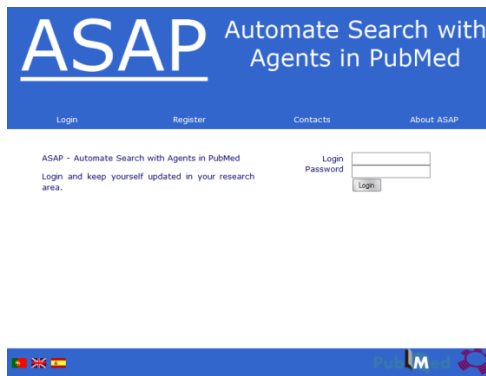 ASAP
Automate Search with
Agents in PubMed
Login Register Contacts About ASAP
ASAP - Automate Search with Agents in PubMed
Login and keep yourself updated in your research
area.
Login
Password
Login
PubMed